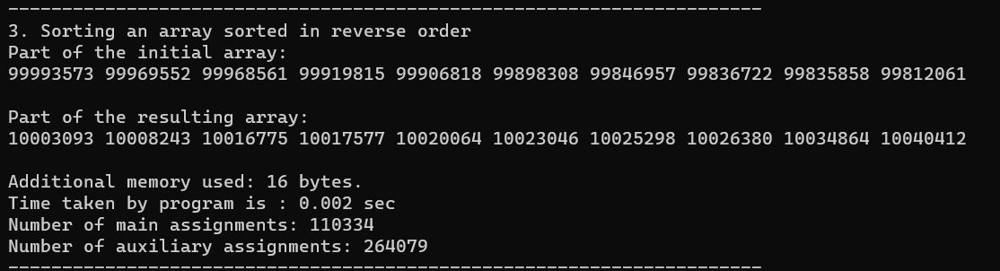 ----------------------------------------------------------------------
3. Sorting an array sorted in reverse order
Part of the initial array:
99993573 99969552 99968561 99919815 99906818 99898308 99846957 99836722 99835858 99812061
Part of the resulting array:
10003093 10008243 10016775 10017577 10020064 10023046 10025298 10026380 10034864 10040412
Additional memory used: 16 bytes.
Time taken by program is : 0.002 sec
Number of main assignments: 110334
Number of auxiliary assignments: 264079
----------------------------------------------------------------------